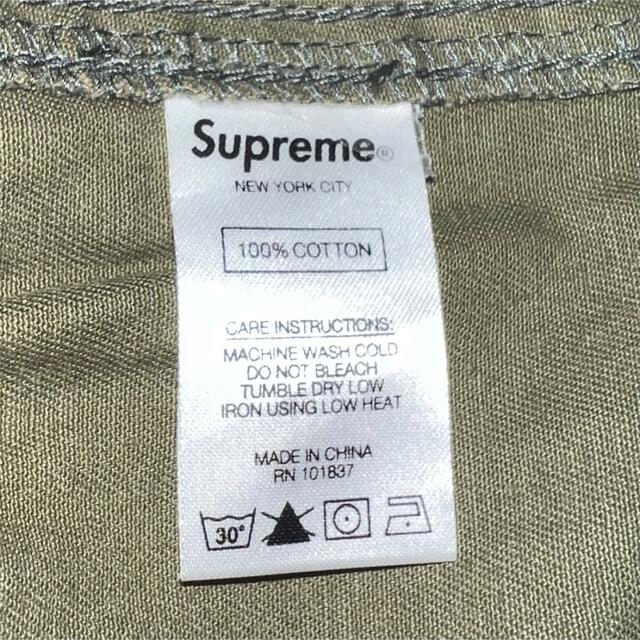 Supreme®
NEW YORK CITY
100% COTTON
CARE INSTRUCTIONS:
MACHINE WASH COLD
DO NOT BLEACH
TUMBLE DRY LOW
IRON USING LOW HEAT
MADE IN CHINA
RN 101837
30°